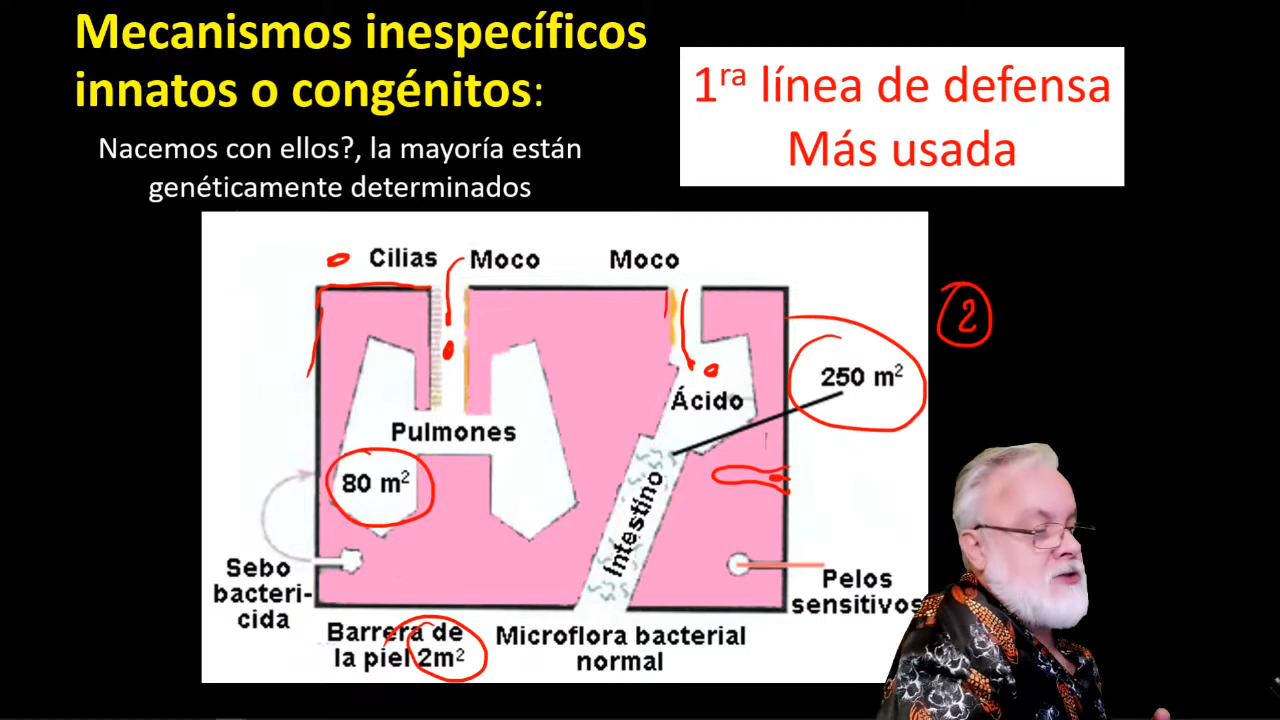 Mecanismos inespecíficos
innatos o congénitos:
Nacemos con ellos?, la mayoría están
genéticamente determinados
1ra línea de defensa
Más usada
Cilias
Moco
Moco
2
250 m²
Ácido
Pulmones
80 m²
Intestino
Sebo
bacteri-
cida
Pelos
sensitivos
Barrera de
la piel 2m²
Microflora bacterial
normal